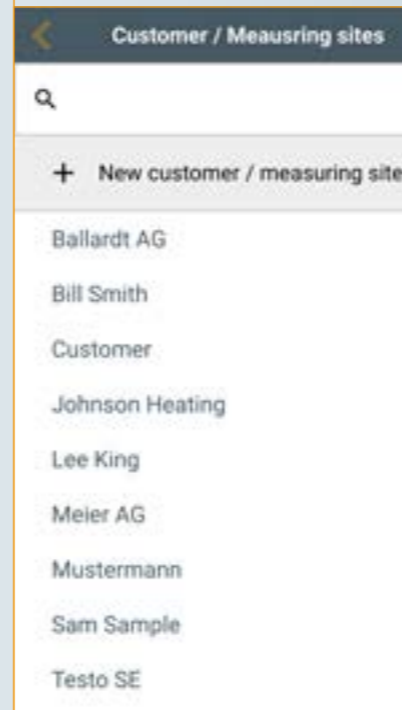 Customer / Meausring sites
New customer / measuring site
Ballardt AG
Bill Smith
Customer
Johnson Heating
Lee King
Meier AG
Mustermann
Sam Sample
Testo SE